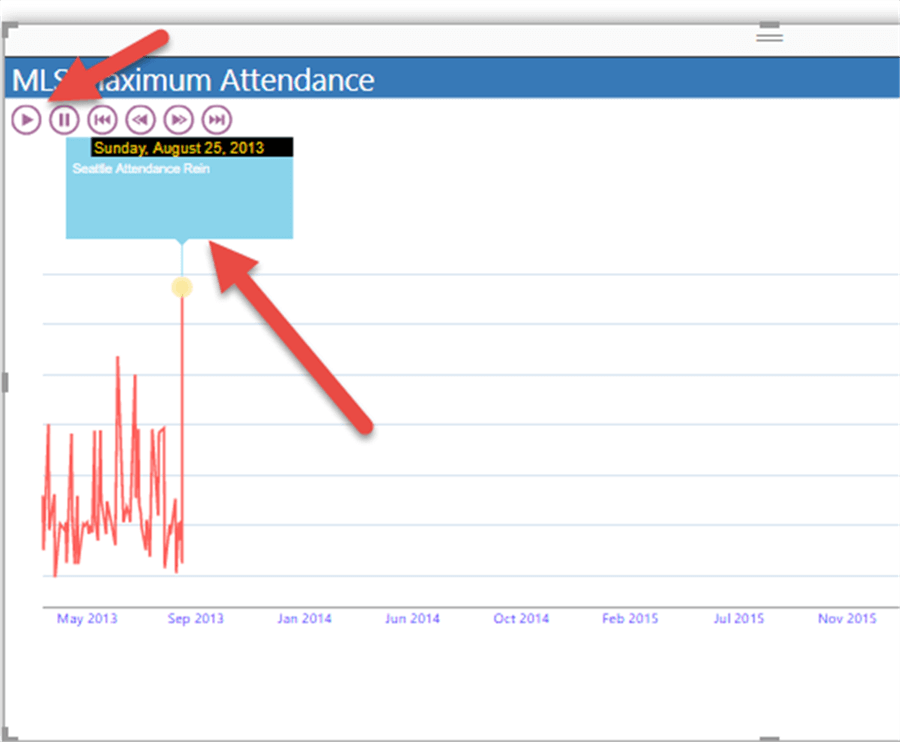 MLS Maximum Attendance
Sunday, August 25, 2013
Seattle Attendance Rein
May 2013 Sep 2013 Jan 2014 Jun 2014 Oct 2014 Feb 2015 Jul 2015 Nov 2015